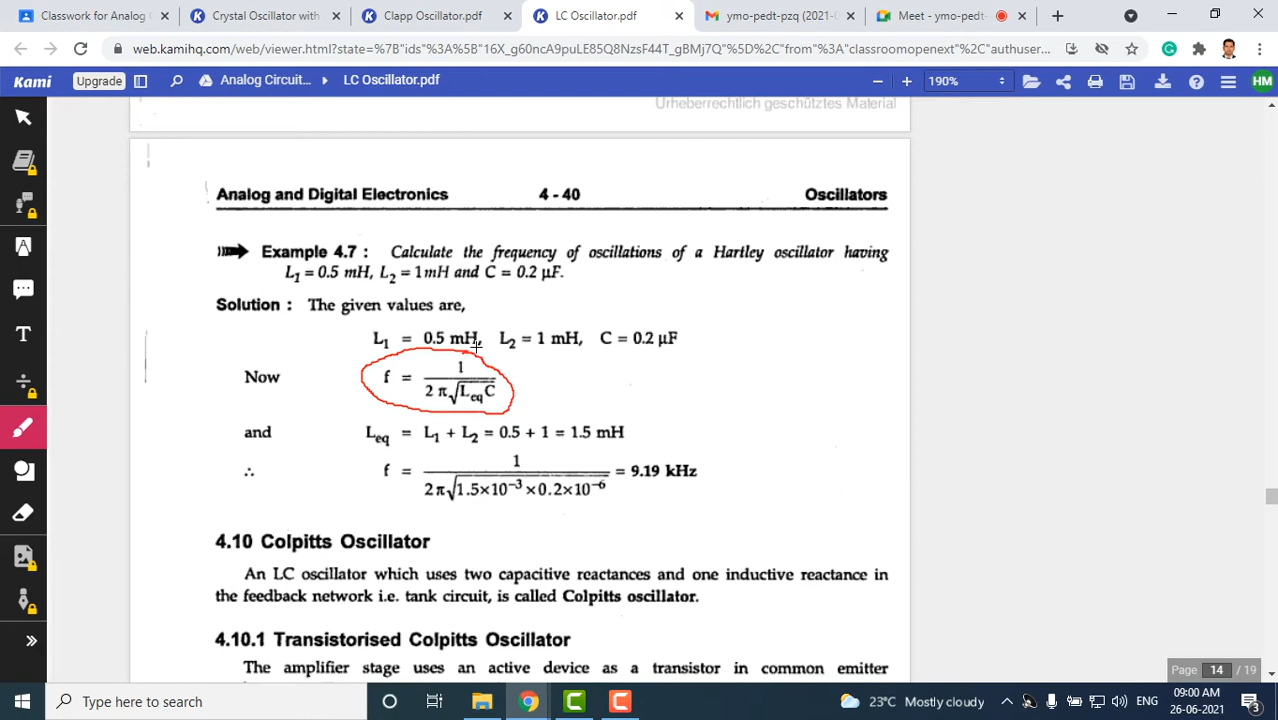 Classwork for Analog C
Crystal Oscillator with
Clapp Oscillator.pdf
LC Oscillator.pdf
ymo-pedt-pzq (2021-0
Meet - ymo-pedt-
web.kamihq.com/web/viewer.html?state=%7B"ids"%3A%5B"16X_g60ncA9puLE85Q8NzsF44T_gBMj7Q"%5D%2C"from"%3A"classroomopenext"%2C"authuser...
Kami
Upgrade
Analog Circuit...
LC Oscillator.pdf
190%
HM
Urheberrechtlich geschütztes Material
Analog and Digital Electronics 4 - 40 Oscillators
Example 4.7 : Calculate the frequency of oscillations of a Hartley oscillator having
L₁ = 0.5 mH, L₂ = 1mH and C = 0.2 μF.
Solution : The given values are,
L₁ = 0.5 mH, L₂ = 1 mH, C = 0.2 μF
Now f = 1 / 2 π√L_eq C
and L_eq = L₁ + L₂ = 0.5 + 1 = 1.5 mH
∴ f = 1 / 2 π√1.5×10⁻³×0.2×10⁻⁶ = 9.19 kHz
4.10 Colpitts Oscillator
An LC oscillator which uses two capacitive reactances and one inductive reactance in
the feedback network i.e. tank circuit, is called Colpitts oscillator.
4.10.1 Transistorised Colpitts Oscillator
The amplifier stage uses an active device as a transistor in common emitter
Page 14 / 19
Type here to search
23°C Mostly cloudy
ENG
09:00 AM
26-06-2021
3